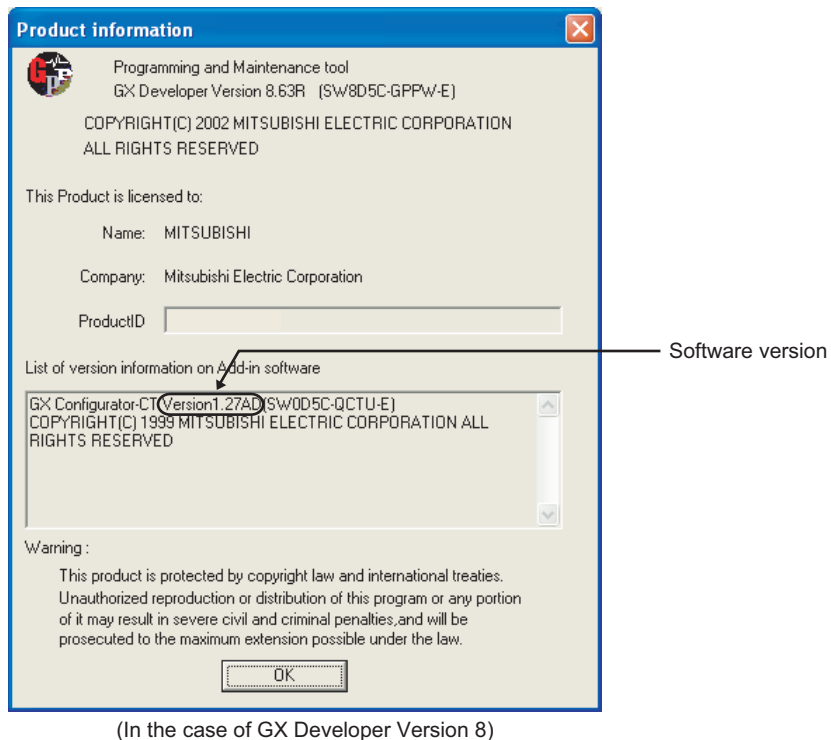 Product information
GPP
Programming and Maintenance tool
GX Developer Version 8.63R (SW8D5C-GPPW-E)
COPYRIGHT(C) 2002 MITSUBISHI ELECTRIC CORPORATION
ALL RIGHTS RESERVED
This Product is licensed to:
Name: MITSUBISHI
Company: Mitsubishi Electric Corporation
ProductID
Software version
List of version information on Add-in software
GX Configurator-CT Version1.27AD(SW0D5C-QCTU-E)
COPYRIGHT(C) 1999 MITSUBISHI ELECTRIC CORPORATION ALL
RIGHTS RESERVED
Warning :
This product is protected by copyright law and international treaties.
Unauthorized reproduction or distribution of this program or any portion
of it may result in severe civil and criminal penalties,and will be
prosecuted to the maximum extension possible under the law.
OK
(In the case of GX Developer Version 8)